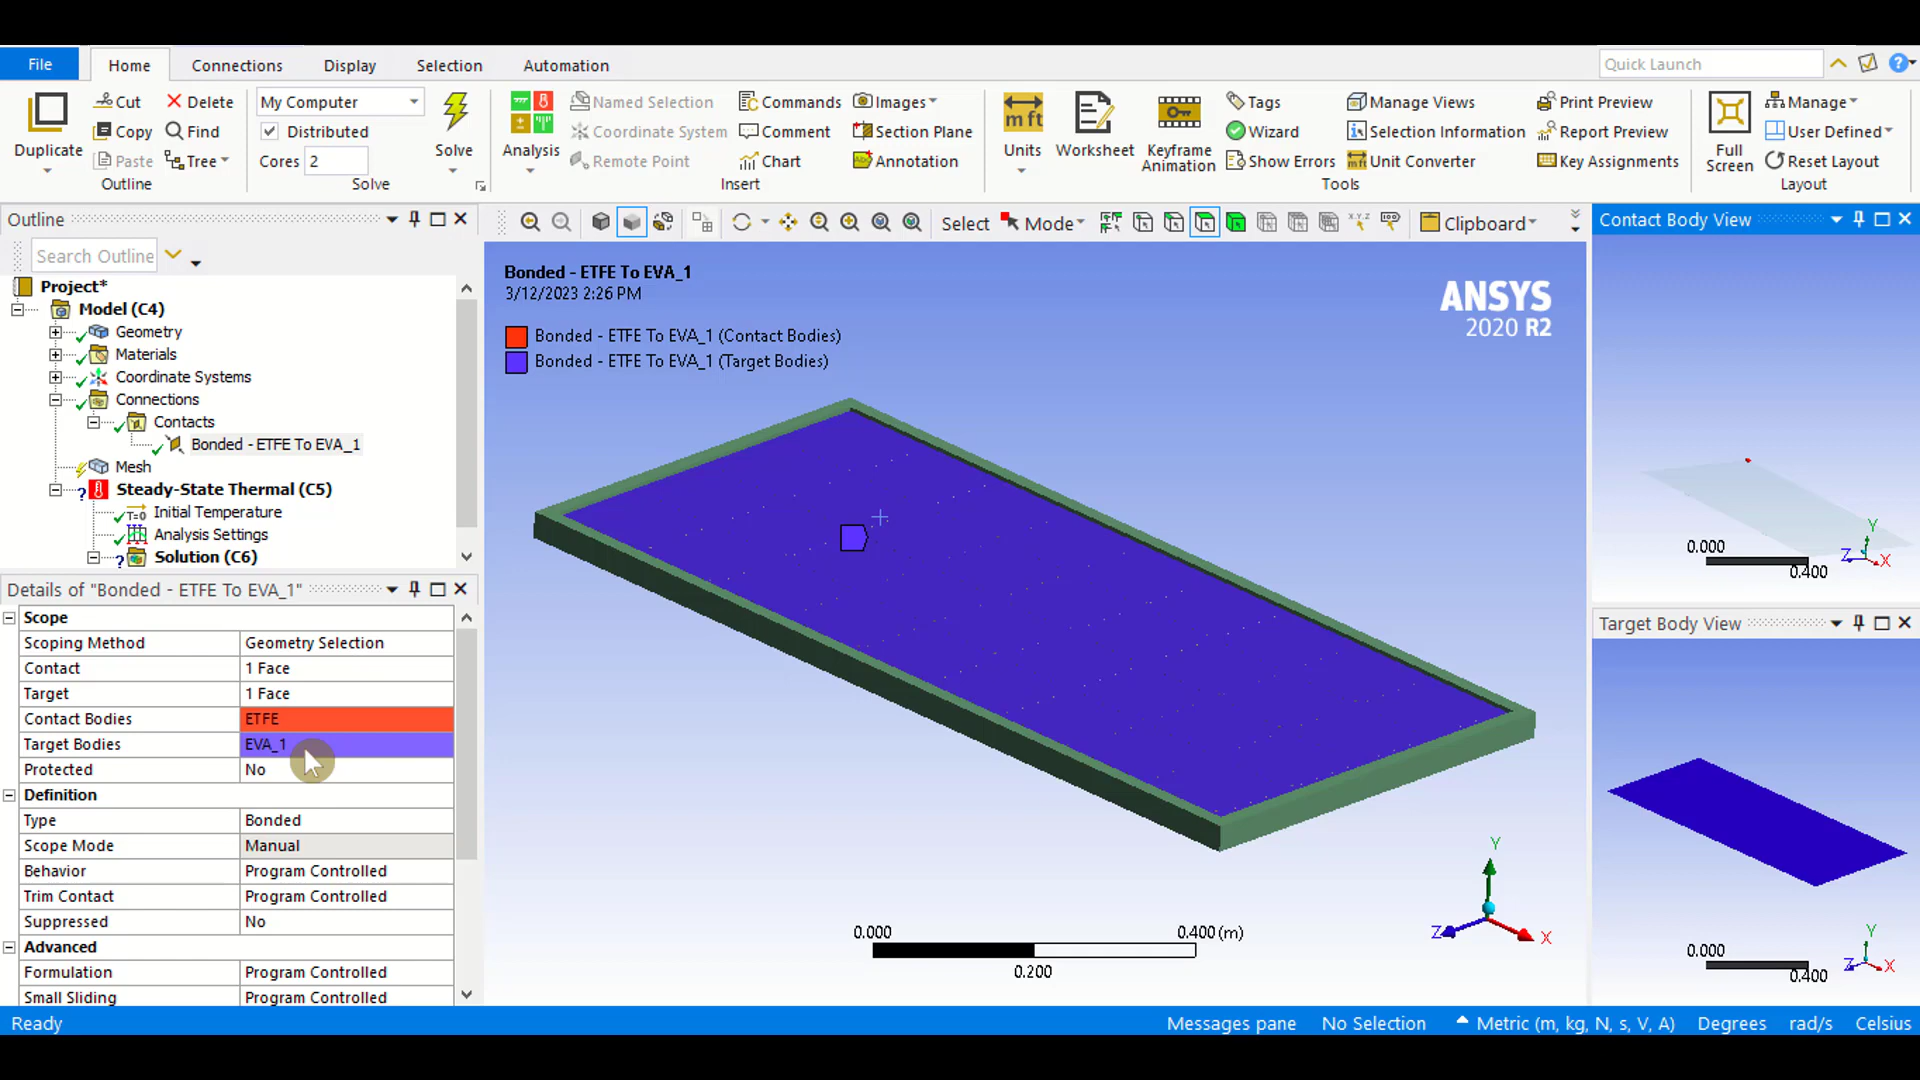 File
Home
Connections
Display
Selection
Automation
Quick Launch
Duplicate
Cut
Copy
Paste
Delete
Find
Tree
Outline
My Computer
Distributed
Cores 2
Solve
Solve
Analysis
Named Selection
Coordinate System
Remote Point
Commands
Comment
Chart
Images
Section Plane
Annotation
Insert
Units
Worksheet
Keyframe
Animation
Tags
Wizard
Show Errors
Manage Views
Selection Information
Unit Converter
Print Preview
Report Preview
Key Assignments
Tools
Full
Screen
Manage
User Defined
Reset Layout
Layout
Outline
Search Outline
Project*
Model (C4)
Geometry
Materials
Coordinate Systems
Connections
Contacts
Bonded - ETFE To EVA_1
Mesh
Steady-State Thermal (C5)
T=0 Initial Temperature
Analysis Settings
Solution (C6)
Details of "Bonded - ETFE To EVA_1"
Scope
Scoping Method Geometry Selection
Contact 1 Face
Target 1 Face
Contact Bodies ETFE
Target Bodies EVA_1
Protected No
Definition
Type Bonded
Scope Mode Manual
Behavior Program Controlled
Trim Contact Program Controlled
Suppressed No
Advanced
Formulation Program Controlled
Small Sliding Program Controlled
Select
Mode
Clipboard
Bonded - ETFE To EVA_1
3/12/2023 2:26 PM
Bonded - ETFE To EVA_1 (Contact Bodies)
Bonded - ETFE To EVA_1 (Target Bodies)
ANSYS
2020 R2
0.000 0.400 (m)
0.200
Y
Z X
Contact Body View
Y
Z X
0.000
0.400
Target Body View
Y
Z X
0.000
0.400
Ready
Messages pane
No Selection
Metric (m, kg, N, s, V, A)
Degrees
rad/s
Celsius